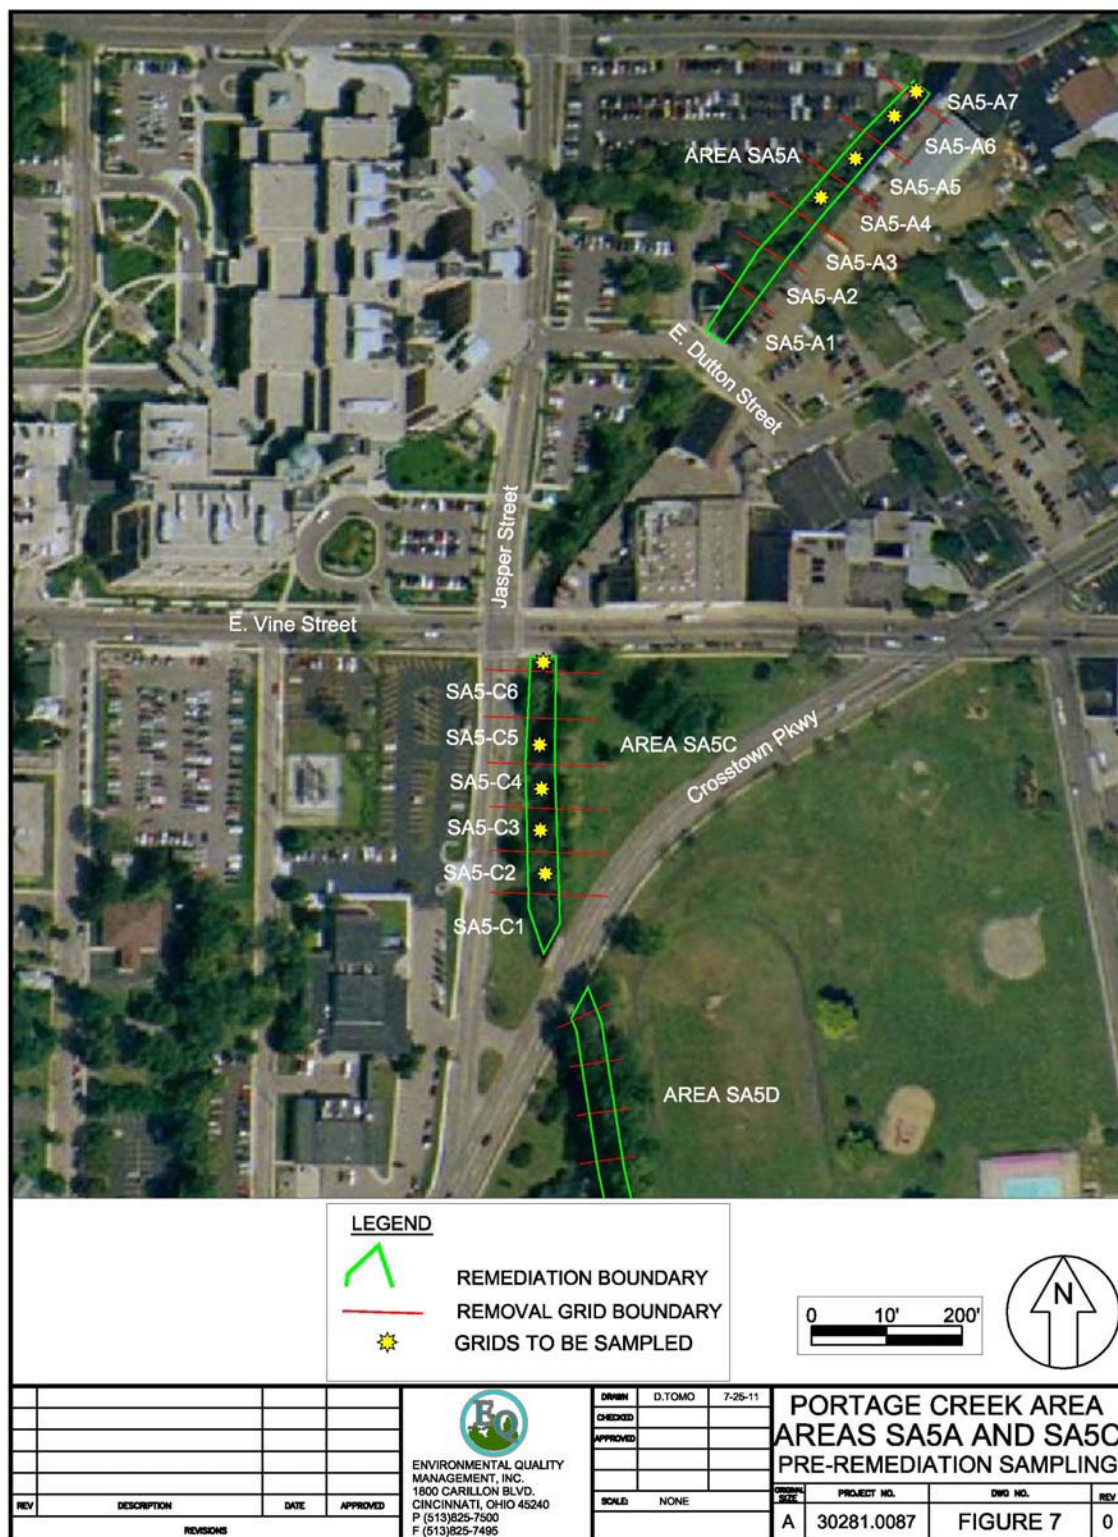 SA5-A7
SA5-A6
AREA SA5A
SA5-A5
SA5-A4
SA5-A3
SA5-A2
SA5-A1
E. Dutton Street
Jasper Street
E. Vine Street
SA5-C6
SA5-C5
AREA SA5C
SA5-C4
Crosstown Pkwy
SA5-C3
SA5-C2
SA5-C1
AREA SA5D
LEGEND
REMEDIATION BOUNDARY
REMOVAL GRID BOUNDARY
GRIDS TO BE SAMPLED
0 10' 200'
N
REV DESCRIPTION DATE APPROVED
REVISIONS
EQ
ENVIRONMENTAL QUALITY
MANAGEMENT, INC.
1800 CARILLON BLVD.
CINCINNATI, OHIO 45240
P (513)825-7500
F (513)825-7495
DRAWN D.TOMO 7-25-11
CHECKED
APPROVED
SCALE: NONE
PORTAGE CREEK AREA
AREAS SA5A AND SA5C
PRE-REMEDIATION SAMPLING
ORIGINAL SIZE PROJECT NO. DWG NO. REV
A 30281.0087 FIGURE 7 0